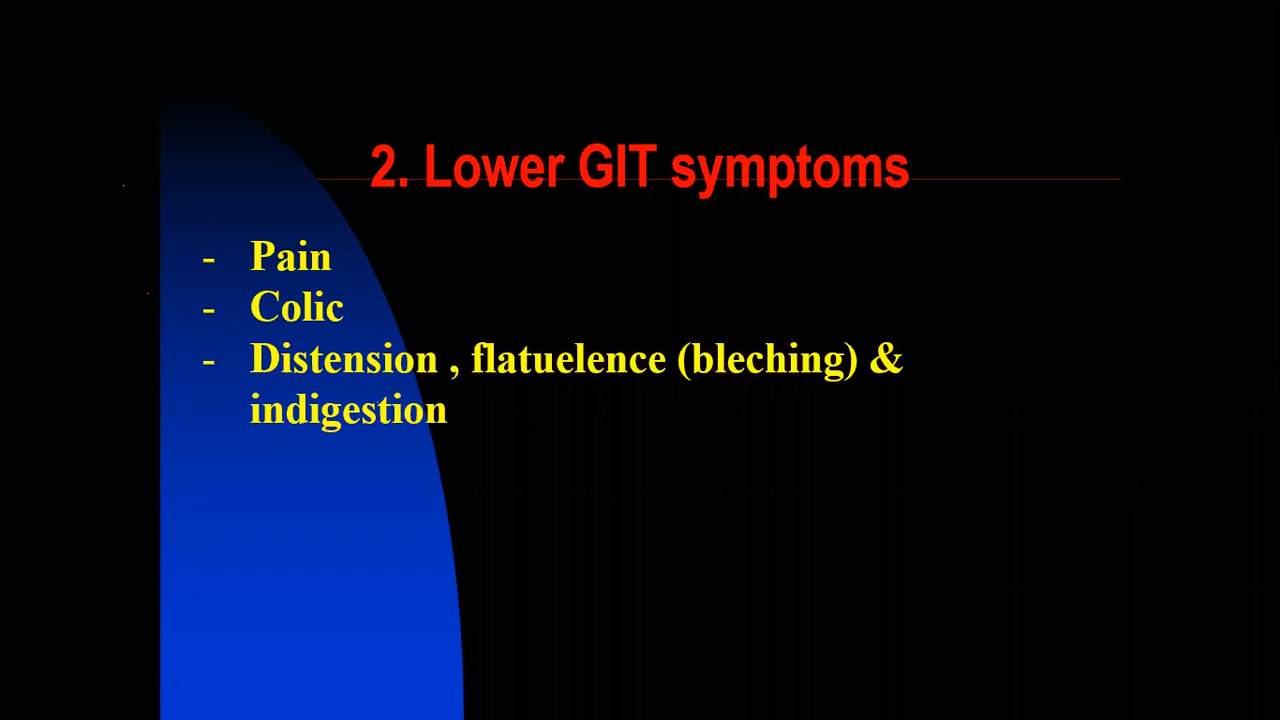 2. Lower GIT symptoms
- Pain
- Colic
- Distension , flatuelence (bleching) &
indigestion